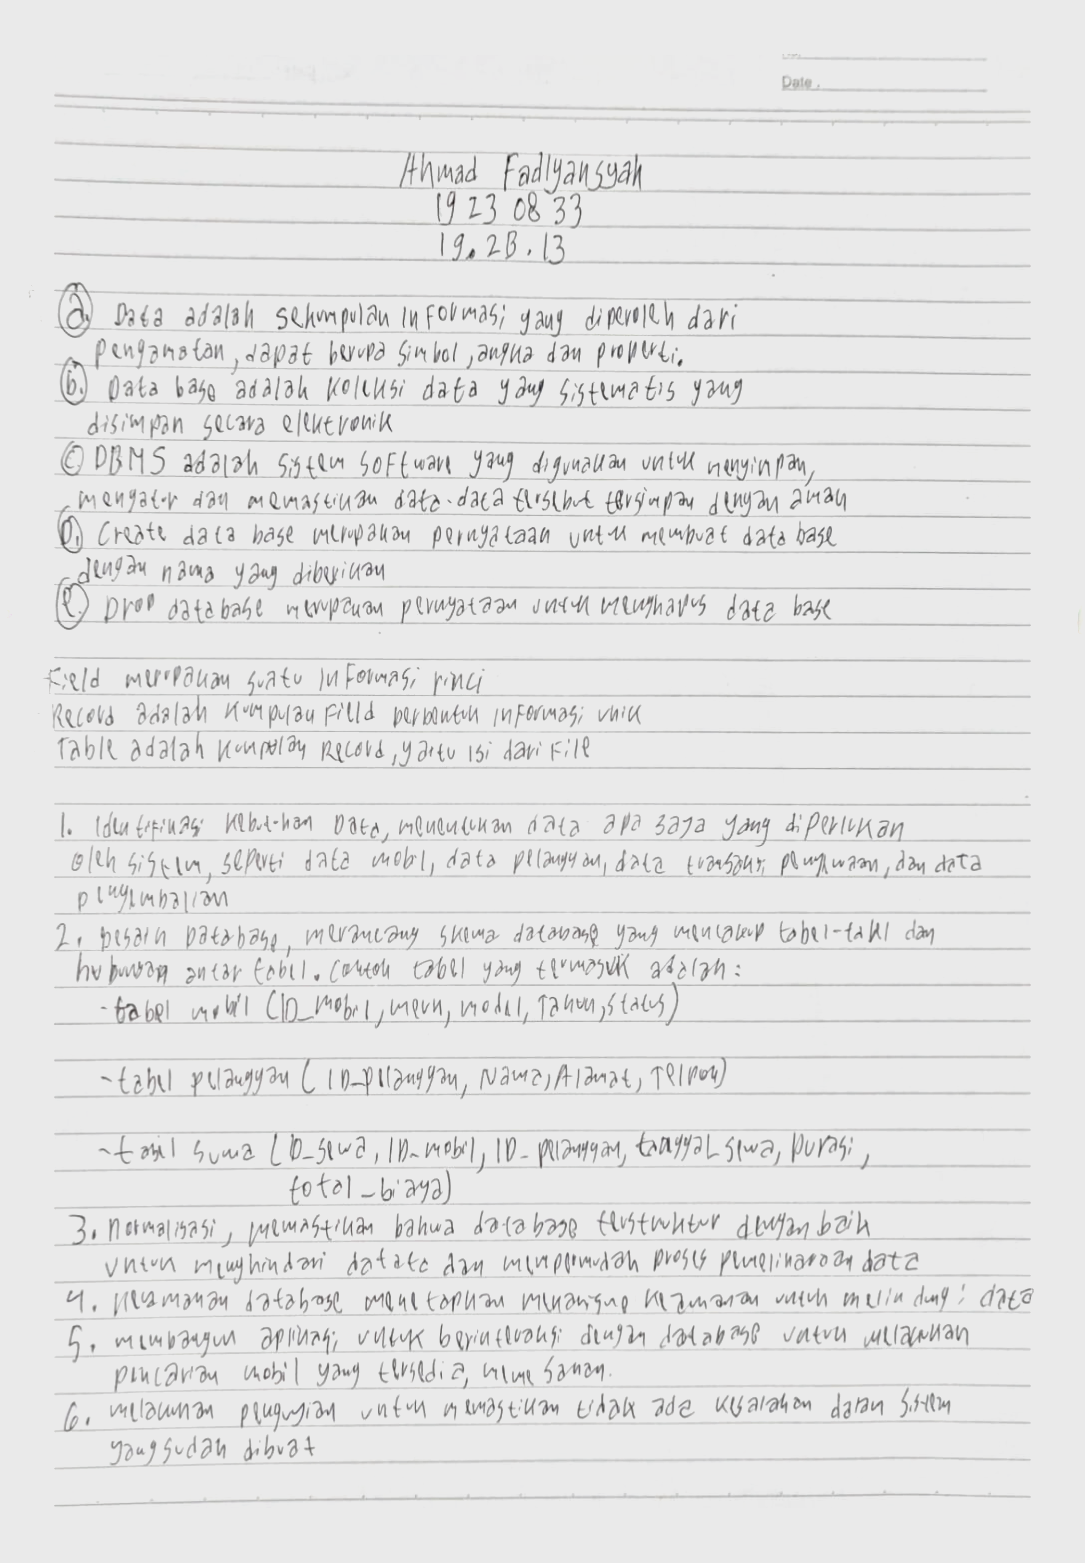 Date .
Ahmad Fadlyansyah
19 23 08 33
19. 2B. 13
a. Data adalah sekumpulan informasi yang diperoleh dari
pengamatan, dapat berupa simbol, angka dan properti.
b. Data base adalah koleksi data yang sistematis yang
disimpan secara elektronik
c. DBMS adalah sistem software yang digunakan untuk menyimpan,
mengatur dan memastikan data-data tersebut tersimpan dengan aman
D. Create data base merupakan pernyataan untuk membuat data base
dengan nama yang diberikan
e. Drop database merupakan pernyataan untuk menghapus data base
Field merupakan suatu informasi rinci
Record adalah kumpulan Field berbentuk informasi unik
Table adalah kumpulan Record, yaitu isi dari File
1. Identifikasi kebutuhan Data, menentukan data apa saja yang diperlukan
oleh sistem, seperti data mobil, data pelanggan, data transaksi, penyewaan, dan data
pengembalian
2. Desain Database, merancang skema database yang mencakup tabel-tabel dan
hubungan antar tabel. Contoh tabel yang termasuk adalah :
- tabel mobil (ID_mobil, merk, model, Tahun, status)
- tabel pelanggan (ID_pelanggan, Nama, Alamat, Telpon)
- tabel sewa (ID_sewa, ID_mobil, ID_pelanggan, tanggal sewa, Durasi,
total_biaya)
3. Normalisasi, memastikan bahwa database terstruktur dengan baik
untuk menghindari data dan mempermudah proses pemeliharaan data
4. keamanan database menetapkan keamanan untuk melindungi data
5. membangun aplikasi untuk berinteraksi dengan database untuk melakukan
pencarian mobil yang tersedia, memesanan.
6. melakukan pengujian untuk memastikan tidak ada kesalahan dalam sistem
yang sudah dibuat